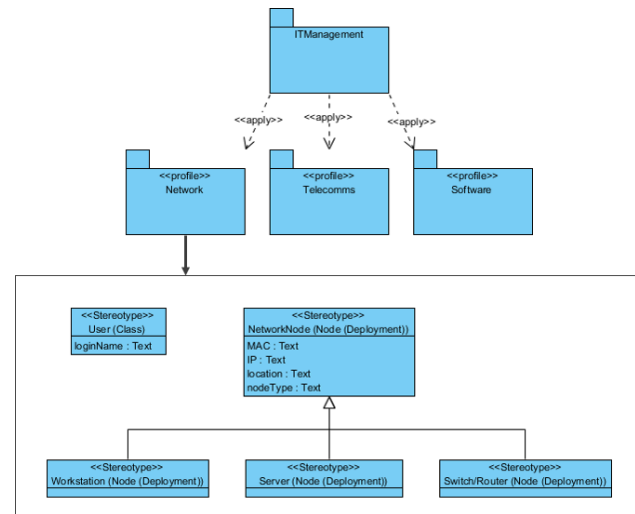 ITManagement
<<apply>>
<<apply>>
<<apply>>
<<profile>>
Network
<<profile>>
Telecomms
<<profile>>
Software
<<Stereotype>>
User (Class)
loginName : Text
<<Stereotype>>
NetworkNode (Node (Deployment))
MAC : Text
IP : Text
location : Text
nodeType : Text
<<Stereotype>>
Workstation (Node (Deployment))
<<Stereotype>>
Server (Node (Deployment))
<<Stereotype>>
Switch/Router (Node (Deployment))